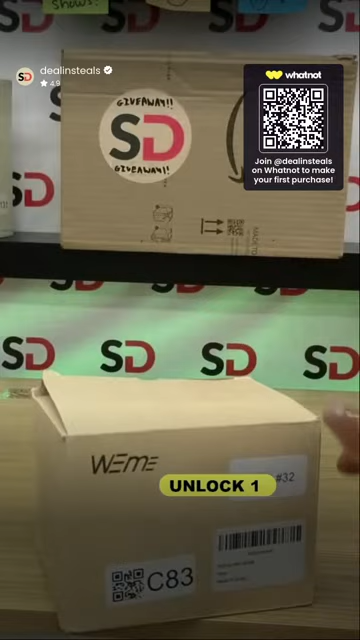 shows!
dealinsteals
4.9
whatnot
Join @dealinsteals
on Whatnot to make
your first purchase!
GIVEAWAY!!
SD
GIVEAWAY!!
SD
SD
SD
SD
SD
WEME
UNLOCK 1
#32
C83